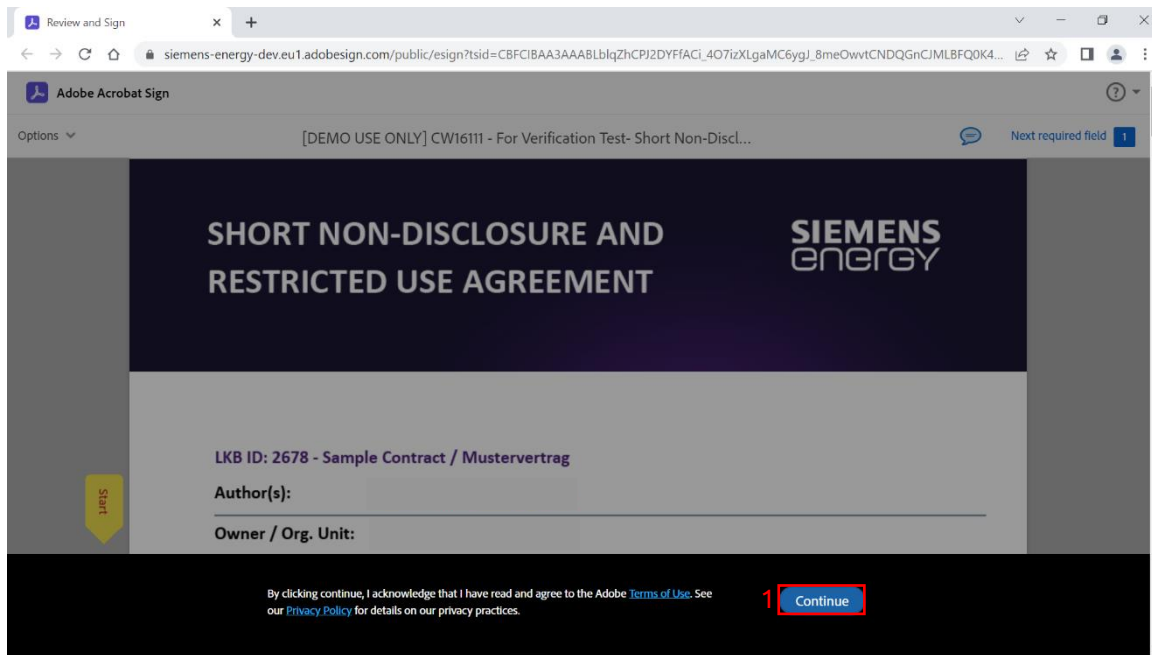 Review and Sign
siemens-energy-dev.eu1.adobesign.com/public/esign?tsid=CBFCIBAA3AAABLblqZhCPJ2DYFfACi_4O7izXLgaMC6ygJ_8meOwvtCNDQGnCJMLBFQ0K4...
Adobe Acrobat Sign
Options
[DEMO USE ONLY] CW16111 - For Verification Test- Short Non-Discl...
Next required field 1
SHORT NON-DISCLOSURE AND
RESTRICTED USE AGREEMENT
SIEMENS
energy
LKB ID: 2678 - Sample Contract / Mustervertrag
Start
Author(s):
Owner / Org. Unit:
By clicking continue, I acknowledge that I have read and agree to the Adobe Terms of Use. See
our Privacy Policy for details on our privacy practices.
1 Continue